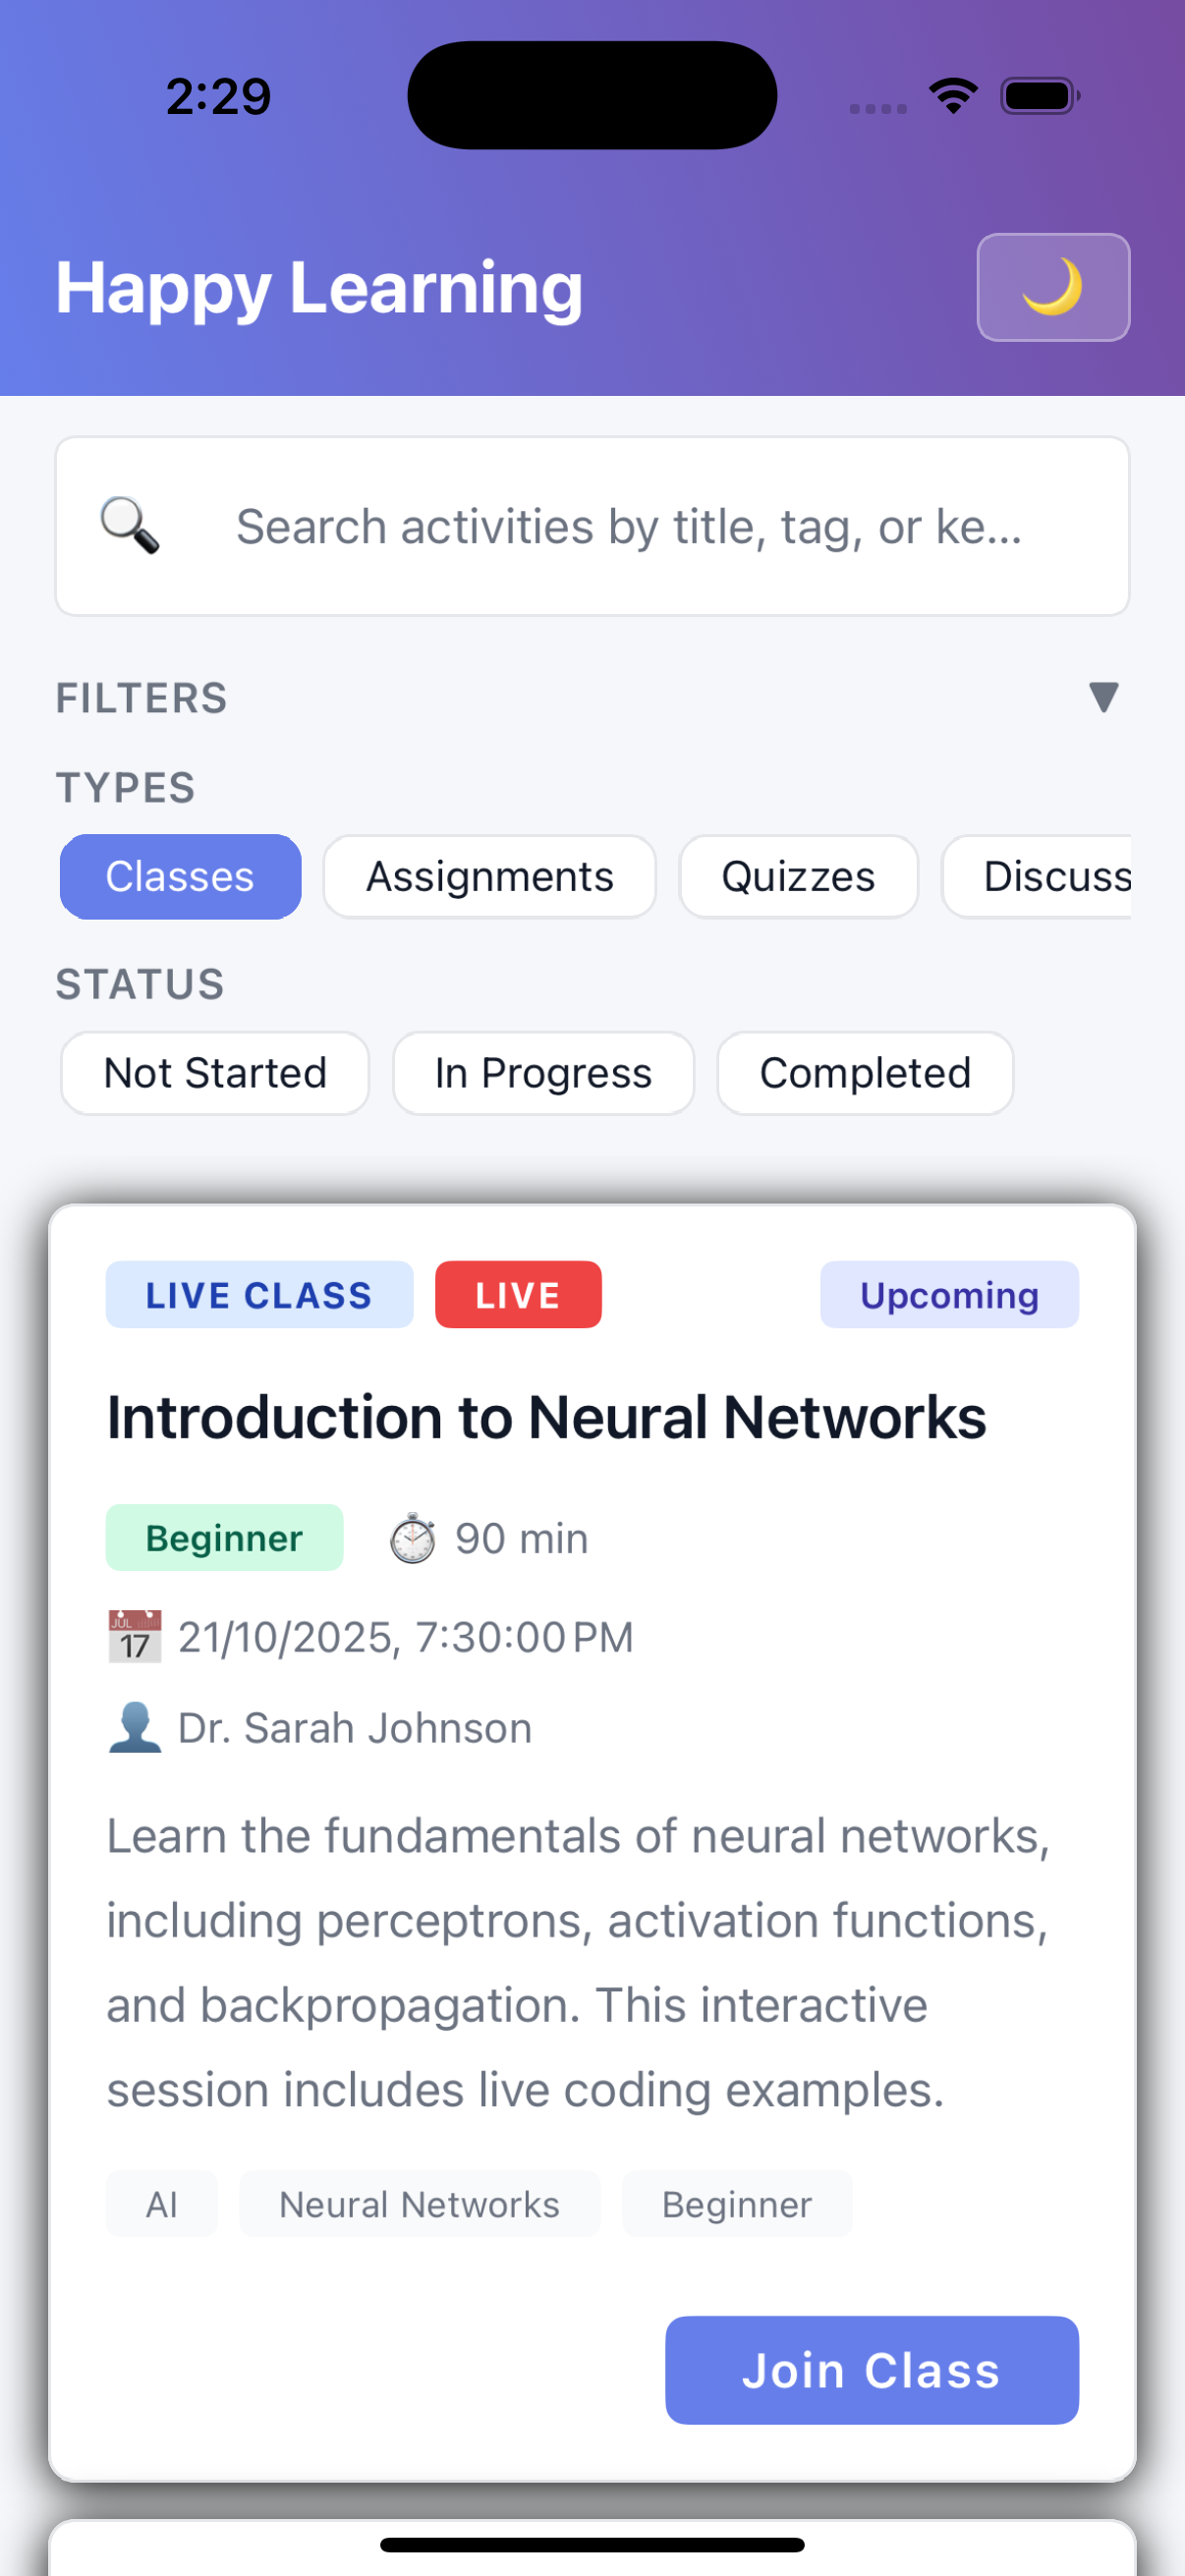 2:29
Happy Learning
Search activities by title, tag, or ke...
FILTERS
TYPES
Classes Assignments Quizzes Discuss
STATUS
Not Started In Progress Completed
LIVE CLASS LIVE Upcoming
Introduction to Neural Networks
Beginner 90 min
JUL 17 21/10/2025, 7:30:00 PM
Dr. Sarah Johnson
Learn the fundamentals of neural networks,
including perceptrons, activation functions,
and backpropagation. This interactive
session includes live coding examples.
AI Neural Networks Beginner
Join Class